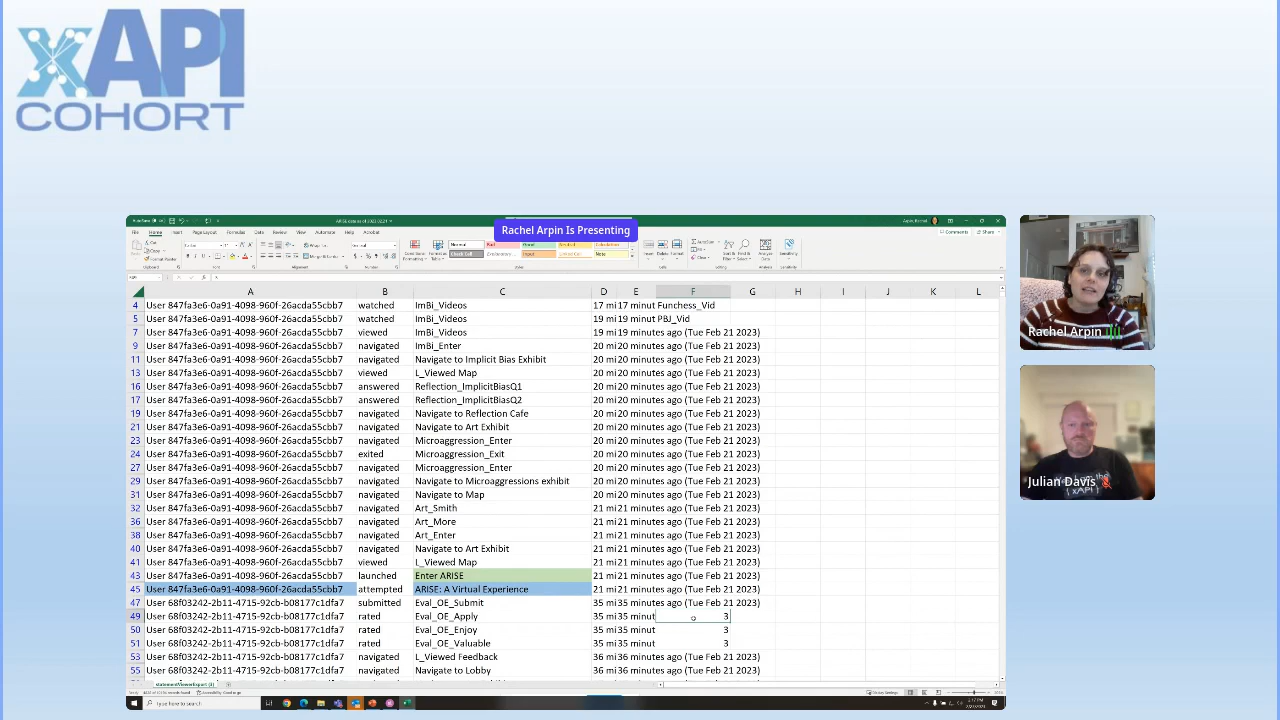 xAPI
COHORT
Rachel Arpin Is Presenting
File Home Insert Page Layout Formulas Data Review View Automate Help Acrobat
Comments Share
A B C D E F G H I J K L
4 User 847fa3e6-0a91-4098-960f-26acda55cbb7 watched ImBi_Videos 17 mi 17 minut Funchess_Vid
5 User 847fa3e6-0a91-4098-960f-26acda55cbb7 watched ImBi_Videos 19 mi 19 minut PBJ_Vid
7 User 847fa3e6-0a91-4098-960f-26acda55cbb7 viewed ImBi_Videos 19 mi 19 minutes ago (Tue Feb 21 2023)
9 User 847fa3e6-0a91-4098-960f-26acda55cbb7 navigated ImBi_Enter 20 mi 20 minutes ago (Tue Feb 21 2023)
11 User 847fa3e6-0a91-4098-960f-26acda55cbb7 navigated Navigate to Implicit Bias Exhibit 20 mi 20 minutes ago (Tue Feb 21 2023)
13 User 847fa3e6-0a91-4098-960f-26acda55cbb7 viewed L_Viewed Map 20 mi 20 minutes ago (Tue Feb 21 2023)
16 User 847fa3e6-0a91-4098-960f-26acda55cbb7 answered Reflection_ImplicitBiasQ1 20 mi 20 minutes ago (Tue Feb 21 2023)
17 User 847fa3e6-0a91-4098-960f-26acda55cbb7 answered Reflection_ImplicitBiasQ2 20 mi 20 minutes ago (Tue Feb 21 2023)
19 User 847fa3e6-0a91-4098-960f-26acda55cbb7 navigated Navigate to Reflection Cafe 20 mi 20 minutes ago (Tue Feb 21 2023)
21 User 847fa3e6-0a91-4098-960f-26acda55cbb7 navigated Navigate to Art Exhibit 20 mi 20 minutes ago (Tue Feb 21 2023)
23 User 847fa3e6-0a91-4098-960f-26acda55cbb7 navigated Microaggression_Enter 20 mi 20 minutes ago (Tue Feb 21 2023)
24 User 847fa3e6-0a91-4098-960f-26acda55cbb7 exited Microaggression_Exit 20 mi 20 minutes ago (Tue Feb 21 2023)
27 User 847fa3e6-0a91-4098-960f-26acda55cbb7 navigated Microaggression_Enter 20 mi 20 minutes ago (Tue Feb 21 2023)
29 User 847fa3e6-0a91-4098-960f-26acda55cbb7 navigated Navigate to Microaggressions exhibit 20 mi 20 minutes ago (Tue Feb 21 2023)
31 User 847fa3e6-0a91-4098-960f-26acda55cbb7 navigated Navigate to Map 20 mi 20 minutes ago (Tue Feb 21 2023)
32 User 847fa3e6-0a91-4098-960f-26acda55cbb7 navigated Art_Smith 21 mi 21 minutes ago (Tue Feb 21 2023)
36 User 847fa3e6-0a91-4098-960f-26acda55cbb7 navigated Art_More 21 mi 21 minutes ago (Tue Feb 21 2023)
38 User 847fa3e6-0a91-4098-960f-26acda55cbb7 navigated Art_Enter 21 mi 21 minutes ago (Tue Feb 21 2023)
40 User 847fa3e6-0a91-4098-960f-26acda55cbb7 navigated Navigate to Art Exhibit 21 mi 21 minutes ago (Tue Feb 21 2023)
41 User 847fa3e6-0a91-4098-960f-26acda55cbb7 viewed L_Viewed Map 21 mi 21 minutes ago (Tue Feb 21 2023)
43 User 847fa3e6-0a91-4098-960f-26acda55cbb7 launched Enter ARISE 21 mi 21 minutes ago (Tue Feb 21 2023)
45 User 847fa3e6-0a91-4098-960f-26acda55cbb7 attempted ARISE: A Virtual Experience 21 mi 21 minutes ago (Tue Feb 21 2023)
47 User 68f03242-2b11-4715-92cb-b08177c1dfa7 submitted Eval_OE_Submit 35 mi 35 minutes ago (Tue Feb 21 2023)
49 User 68f03242-2b11-4715-92cb-b08177c1dfa7 rated Eval_OE_Apply 35 mi 35 minut 3
50 User 68f03242-2b11-4715-92cb-b08177c1dfa7 rated Eval_OE_Enjoy 35 mi 35 minut 3
51 User 68f03242-2b11-4715-92cb-b08177c1dfa7 rated Eval_OE_Valuable 35 mi 35 minut 3
53 User 68f03242-2b11-4715-92cb-b08177c1dfa7 navigated L_Viewed Feedback 36 mi 36 minutes ago (Tue Feb 21 2023)
55 User 68f03242-2b11-4715-92cb-b08177c1dfa7 navigated Navigate to Lobby 36 mi 36 minutes ago (Tue Feb 21 2023)
Type here to search
Rachel Arpin
the
{xAPI}
Julian Davis